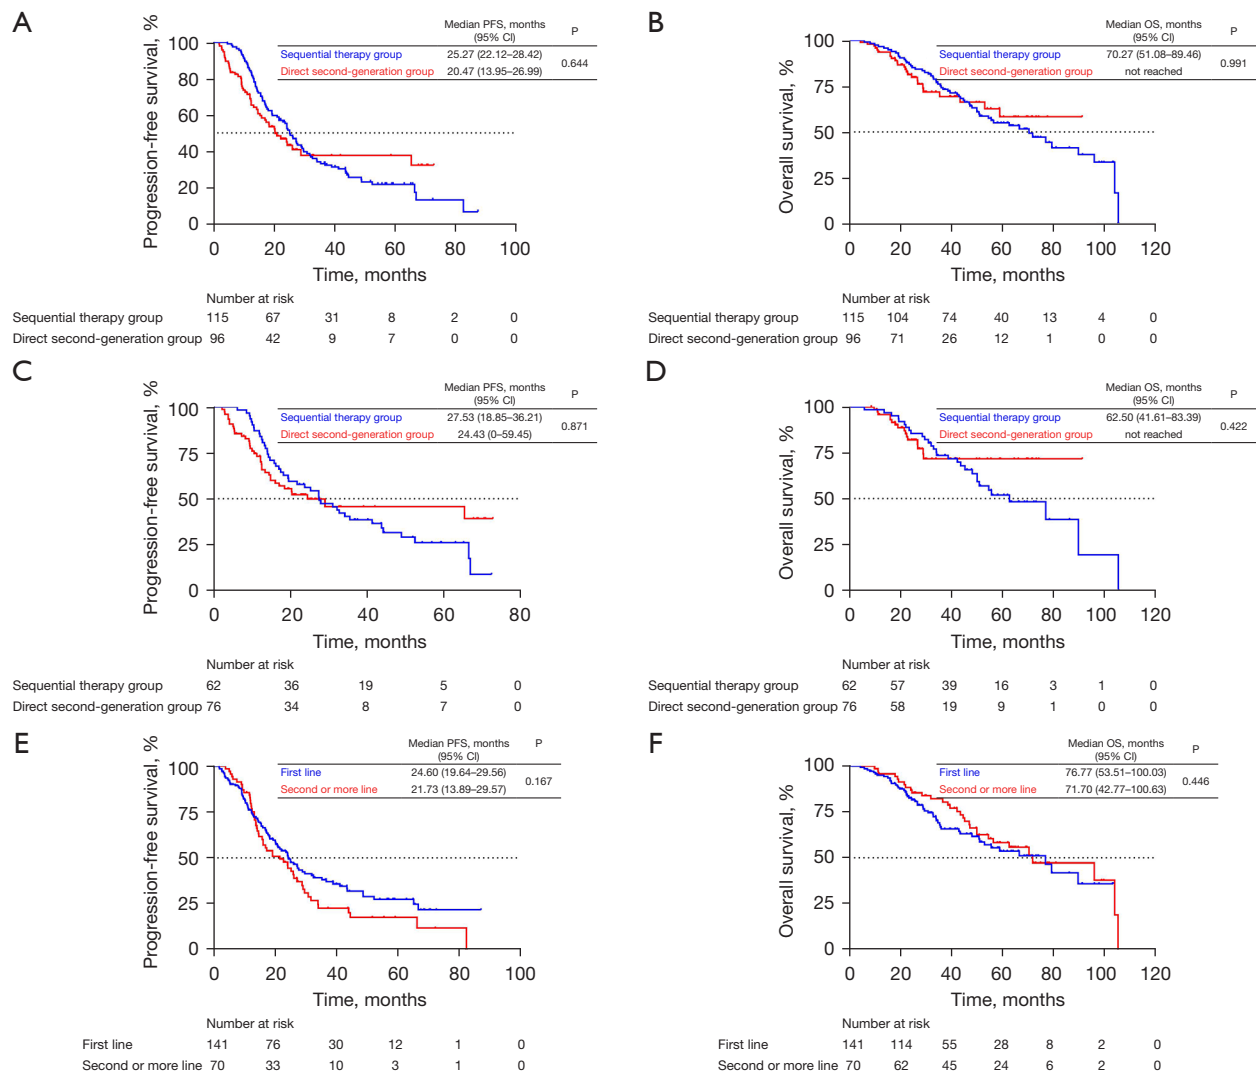 A
Median PFS, months
(95% CI)
P
Sequential therapy group 25.27 (22.12–28.42)
0.644
Direct second-generation group 20.47 (13.95–26.99)
Progression-free survival, %
100
80
60
40
20
0
0 20 40 60 80 100
Time, months
Number at risk
Sequential therapy group 115 67 31 8 2 0
Direct second-generation group 96 42 9 7 0 0
B
Median OS, months
(95% CI)
P
Sequential therapy group 70.27 (51.08–89.46)
0.991
Direct second-generation group not reached
Overall survival, %
100
75
50
25
0
0 20 40 60 80 100 120
Time, months
Number at risk
Sequential therapy group 115 104 74 40 13 4 0
Direct second-generation group 96 71 26 12 1 0 0
C
Median PFS, months
(95% CI)
P
Sequential therapy group 27.53 (18.85–36.21)
0.871
Direct second-generation group 24.43 (0–59.45)
Progression-free survival, %
100
75
50
25
0
0 20 40 60 80
Time, months
Number at risk
Sequential therapy group 62 36 19 5 0
Direct second-generation group 76 34 8 7 0
D
Median OS, months
(95% CI)
P
Sequential therapy group 62.50 (41.61–83.39)
0.422
Direct second-generation group not reached
Overall survival, %
100
75
50
25
0
0 20 40 60 80 100 120
Time, months
Number at risk
Sequential therapy group 62 57 39 16 3 1 0
Direct second-generation group 76 58 19 9 1 0 0
E
Median PFS, months
(95% CI)
P
First line 24.60 (19.64–29.56)
0.167
Second or more line 21.73 (13.89–29.57)
Progression-free survival, %
100
75
50
25
0
0 20 40 60 80 100
Time, months
Number at risk
First line 141 76 30 12 1 0
Second or more line 70 33 10 3 1 0
F
Median OS, months
(95% CI)
P
First line 76.77 (53.51–100.03)
0.446
Second or more line 71.70 (42.77–100.63)
Overall survival, %
100
75
50
25
0
0 20 40 60 80 100 120
Time, months
Number at risk
First line 141 114 55 28 8 2 0
Second or more line 70 62 45 24 6 2 0